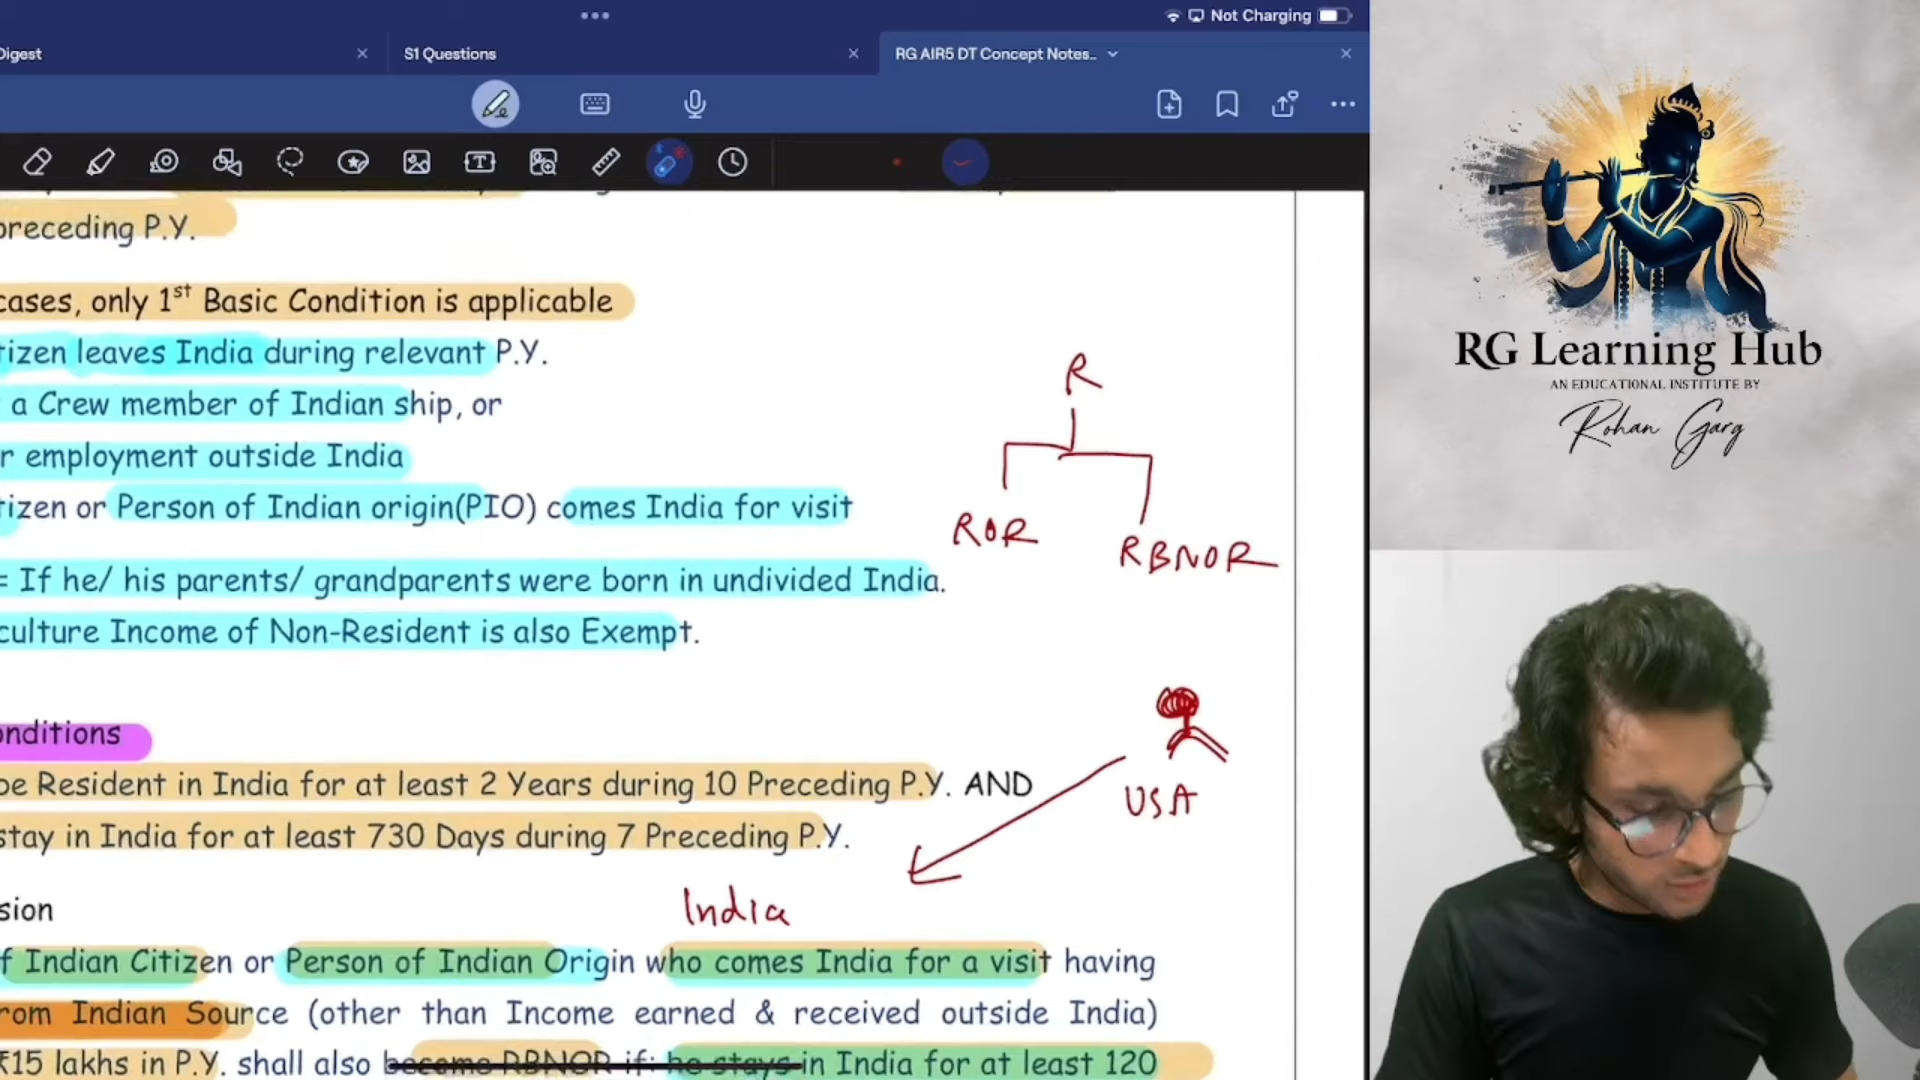 Not Charging
Digest
S1 Questions
RG AIR5 DT Concept Notes..
preceding P.Y.
cases, only 1st Basic Condition is applicable
tizen leaves India during relevant P.Y.
a Crew member of Indian ship, or
r employment outside India
tizen or Person of Indian origin(PIO) comes India for visit
= If he/ his parents/ grandparents were born in undivided India.
culture Income of Non-Resident is also Exempt.
R
ROR
RBNOR
onditions
be Resident in India for at least 2 Years during 10 Preceding P.Y. AND
stay in India for at least 730 Days during 7 Preceding P.Y.
USA
India
sion
f Indian Citizen or Person of Indian Origin who comes India for a visit having
rom Indian Source (other than Income earned & received outside India)
₹15 lakhs in P.Y. shall also become RBNOR if: he stays in India for at least 120
RG Learning Hub
AN EDUCATIONAL INSTITUTE BY
Rohan Garg